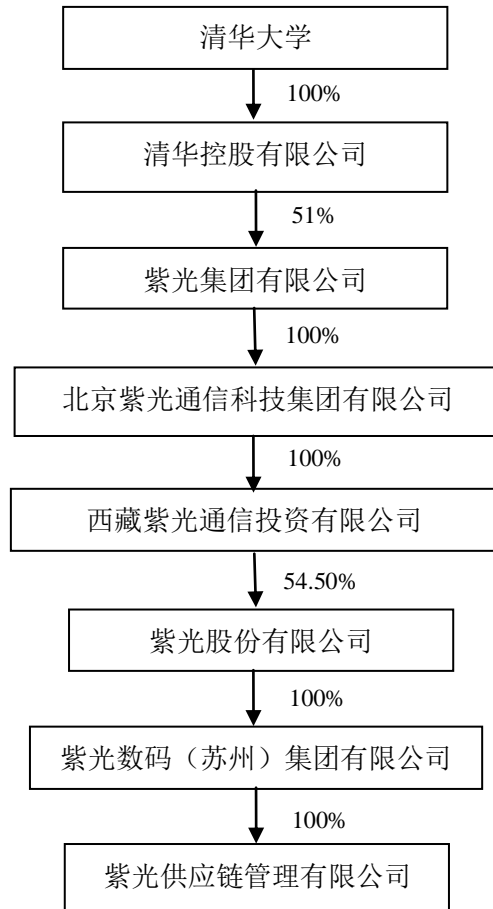 清华大学
100%
清华控股有限公司
51%
紫光集团有限公司
100%
北京紫光通信科技集团有限公司
100%
西藏紫光通信投资有限公司
54.50%
紫光股份有限公司
100%
紫光数码（苏州）集团有限公司
100%
紫光供应链管理有限公司